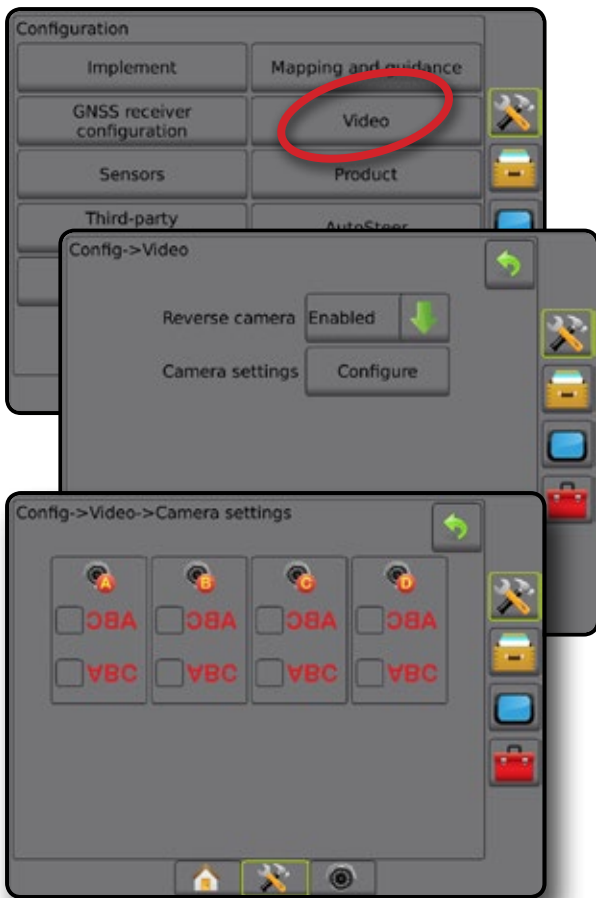 Configuration
Implement
Mapping and guidance
GNSS receiver
configuration
Video
Sensors
Product
Third-party
AutoSteer
Config->Video
Reverse camera
Enabled
Camera settings
Configure
Config->Video->Camera settings
A B C D
ABC ABC ABC ABC
ABC ABC ABC ABC